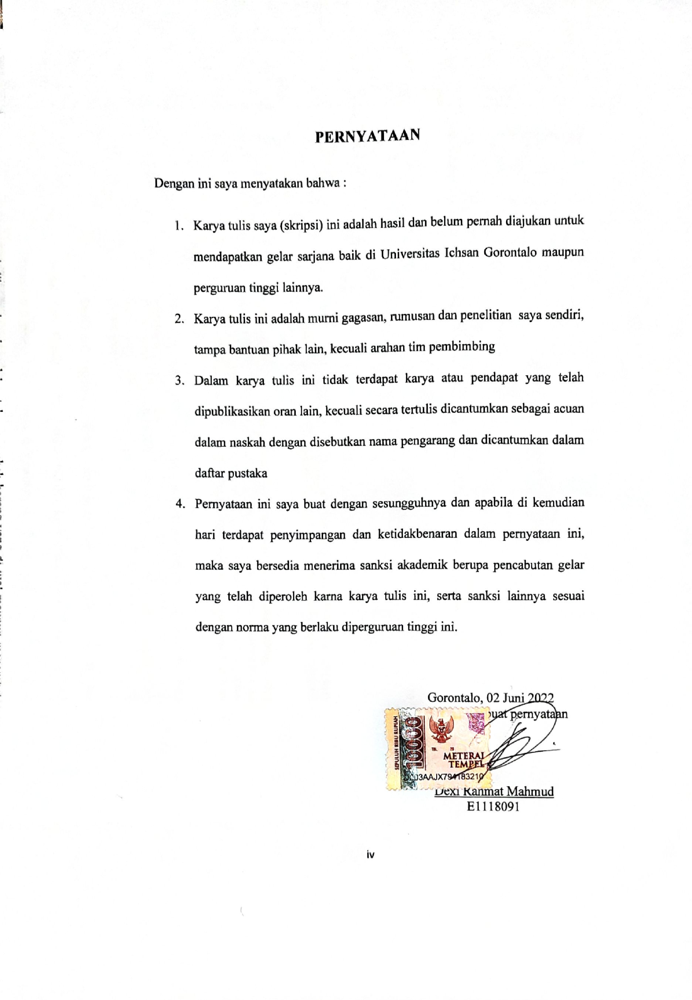 PERNYATAAN
Dengan ini saya menyatakan bahwa :
1. Karya tulis saya (skripsi) ini adalah hasil dan belum pernah diajukan untuk
mendapatkan gelar sarjana baik di Universitas Ichsan Gorontalo maupun
perguruan tinggi lainnya.
2. Karya tulis ini adalah murni gagasan, rumusan dan penelitian saya sendiri,
tampa bantuan pihak lain, kecuali arahan tim pembimbing
3. Dalam karya tulis ini tidak terdapat karya atau pendapat yang telah
dipublikasikan oran lain, kecuali secara tertulis dicantumkan sebagai acuan
dalam naskah dengan disebutkan nama pengarang dan dicantumkan dalam
daftar pustaka
4. Pernyataan ini saya buat dengan sesungguhnya dan apabila di kemudian
hari terdapat penyimpangan dan ketidakbenaran dalam pernyataan ini,
maka saya bersedia menerima sanksi akademik berupa pencabutan gelar
yang telah diperoleh karna karya tulis ini, serta sanksi lainnya sesuai
dengan norma yang berlaku diperguruan tinggi ini.
Gorontalo, 02 Juni 2022
pernyataan
SEPULUH RIBU RUPIAH
10000
TBL 20
METERAI
TEMPEL
Dexi Rahmat Mahmud
E1118091
iv